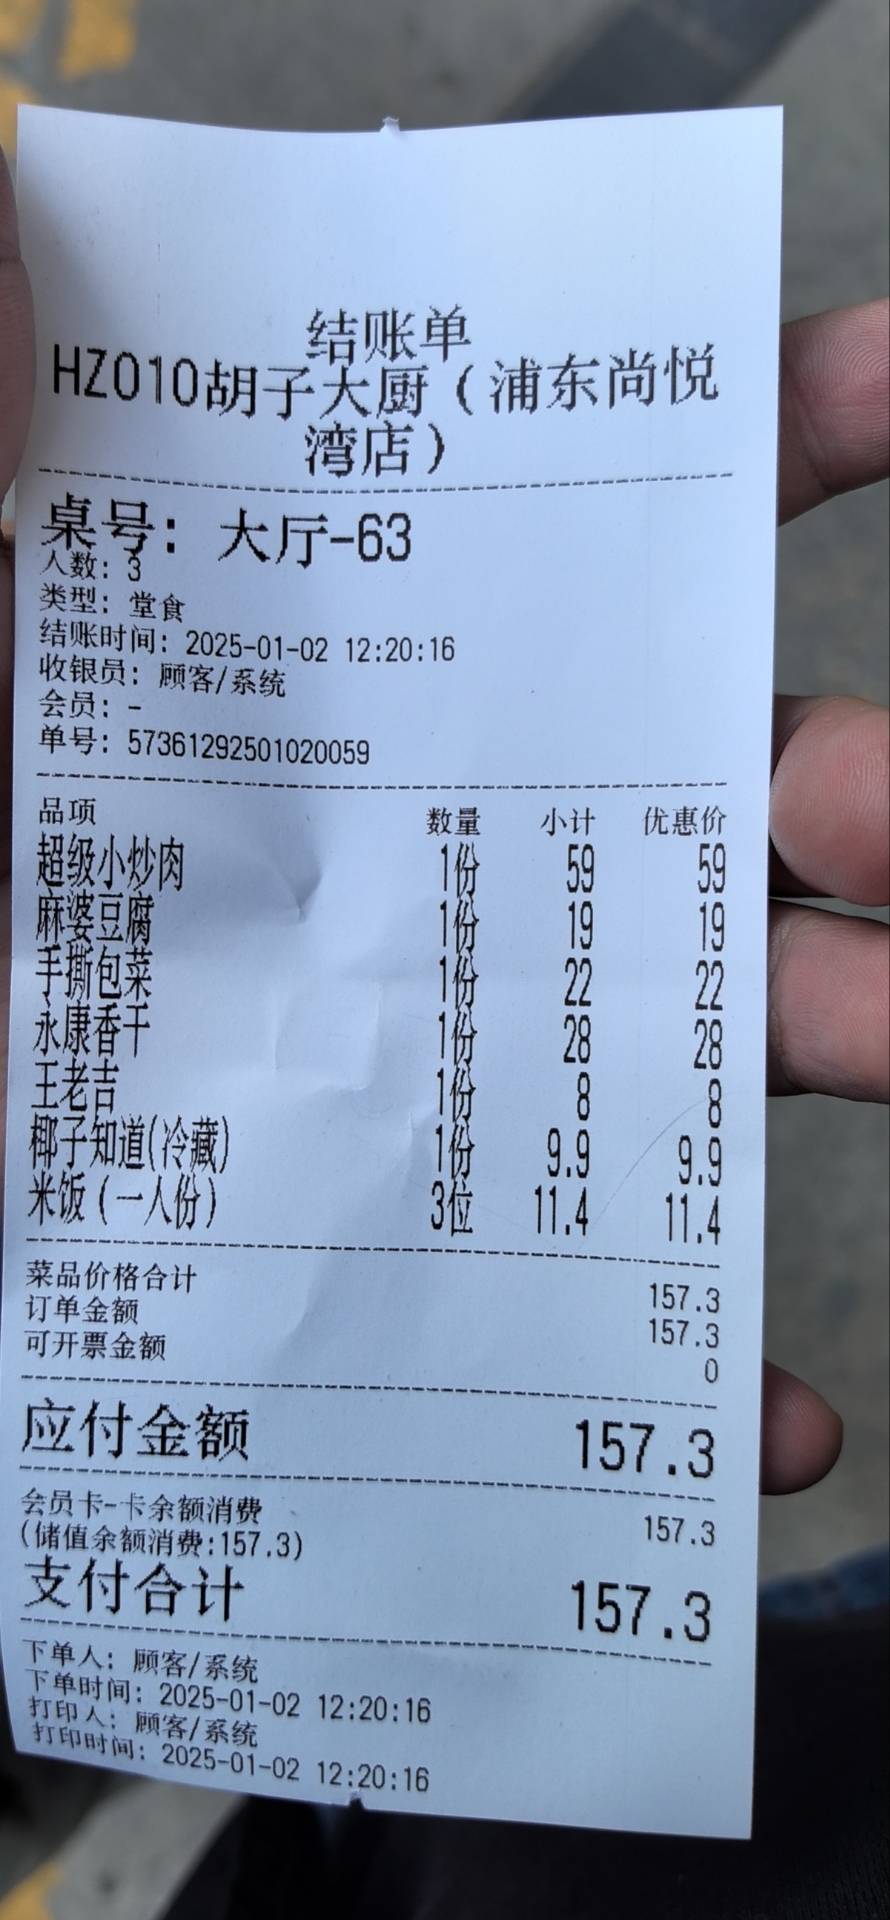 结账单
HZ010胡子大厨（浦东尚悦
湾店）
桌号：大厅-63
人数：3
类型：堂食
结账时间：2025-01-02 12:20:16
收银员：顾客/系统
会员：-
单号：57361292501020059
品项 数量 小计 优惠价
超级小炒肉 1份 59 59
麻婆豆腐 1份 19 19
手撕包菜 1份 22 22
永康香干 1份 28 28
王老吉 1份 8 8
椰子知道(冷藏) 1份 9.9 9.9
米饭（一人份） 3位 11.4 11.4
菜品价格合计 157.3
订单金额 157.3
可开票金额 0
应付金额 157.3
会员卡-卡余额消费 157.3
(储值余额消费:157.3)
支付合计 157.3
下单人：顾客/系统
下单时间：2025-01-02 12:20:16
打印人：顾客/系统
打印时间：2025-01-02 12:20:16